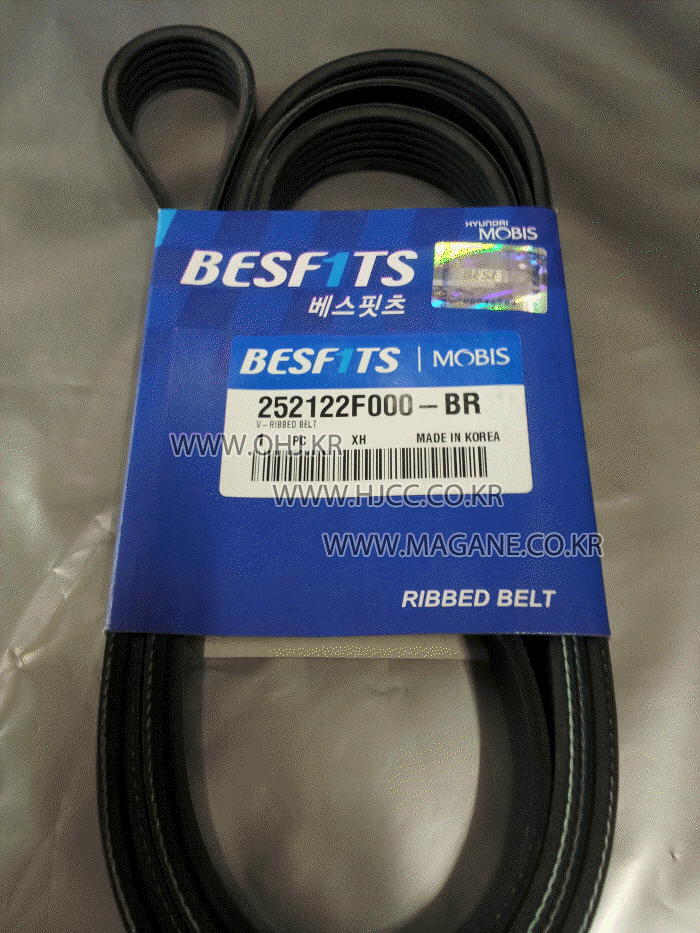 HYUNDAI
MOBIS
BESF1TS
베스핏츠
BESF1TS | MOBIS
252122F000-BR
V-RIBBED BELT
1 PC XH MADE IN KOREA
WWW.OHJ.KR
WWW.HJCC.CO.KR
WWW.MAGANE.CO.KR
RIBBED BELT